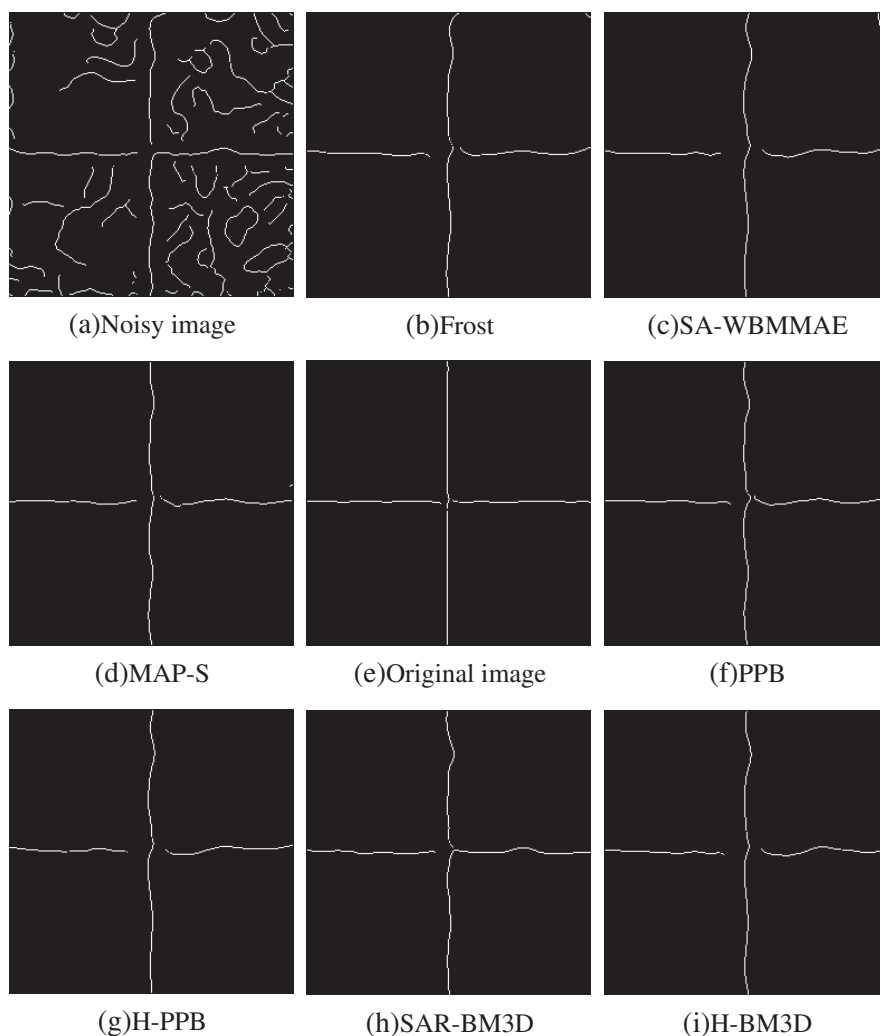 (a)Noisy image
(b)Frost
(c)SA-WBMMAE
(d)MAP-S
(e)Original image
(f)PPB
(g)H-PPB
(h)SAR-BM3D
(i)H-BM3D